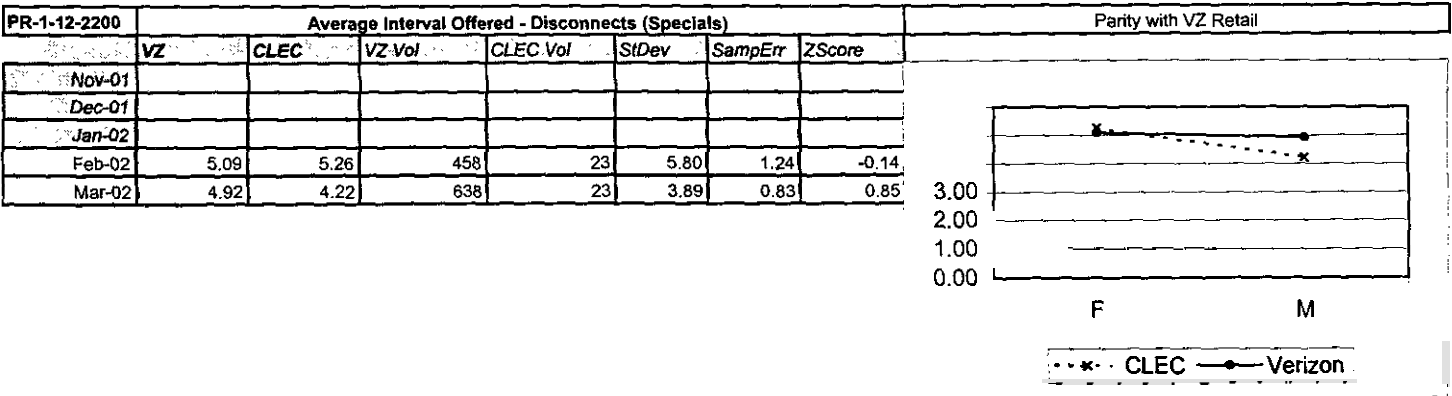 PR-1-12-2200 Average Interval Offered - Disconnects (Specials) Parity with VZ Retail
VZ CLEC VZ Vol CLEC Vol StDev SampErr ZScore
Nov-01
Dec-01
Jan-02
Feb-02 5.09 5.26 458 23 5.80 1.24 -0.14
Mar-02 4.92 4.22 638 23 3.89 0.83 0.85
3.00
2.00
1.00
0.00
F M
CLEC Verizon